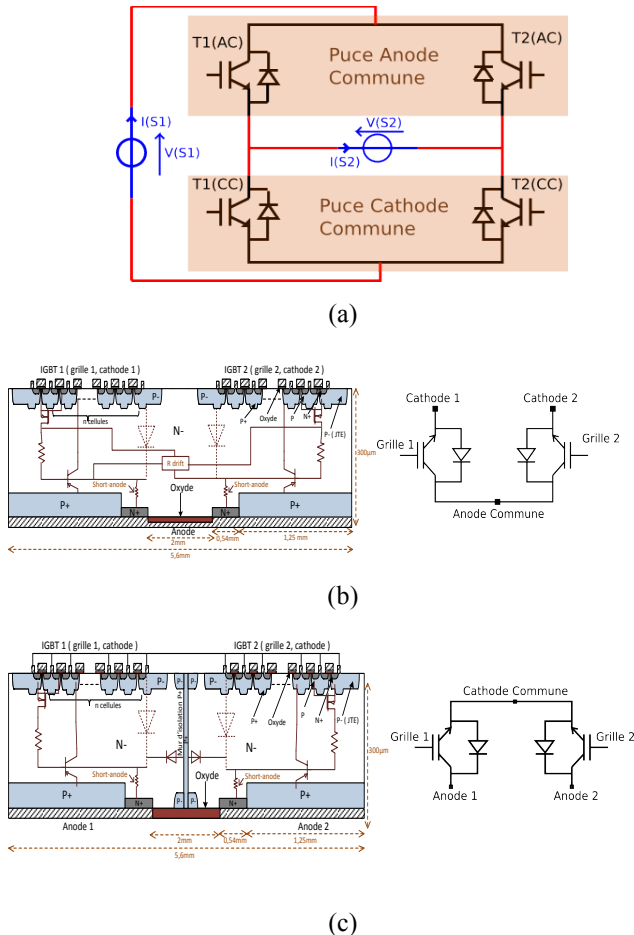 T1(AC)
T2(AC)
Puce Anode
Commune
I(S1)
V(S1)
V(S2)
I(S2)
T1(CC)
T2(CC)
Puce Cathode
Commune
(a)
IGBT 1 ( grille 1, cathode 1 )
IGBT 2 ( grille 2, cathode 2 )
P-
P-
n cellules
N-
P+
Oxyde
P
N+
P- ( JTE)
R drift
300µm
Short-anode
Oxyde
Short-anode
P+
N+
N+
P+
Anode
2mm
0,54mm
1,25 mm
5,6mm
Cathode 1
Cathode 2
Grille 1
Grille 2
Anode Commune
(b)
IGBT 1 ( grille 1, cathode )
IGBT 2 ( grille 2, cathode )
P-
P-
P-
P-
n cellules
Mur d'isolation P+
P+
P+
Oxyde
P
N+
P- ( JTE)
N-
N-
300µm
Short-anode
Oxyde
Short-anode
P+
N+
P-
P-
N+
P+
Anode 1
Anode 2
2mm
0,54mm
1,25mm
5,6mm
Cathode Commune
Grille 1
Grille 2
Anode 1
Anode 2
(c)